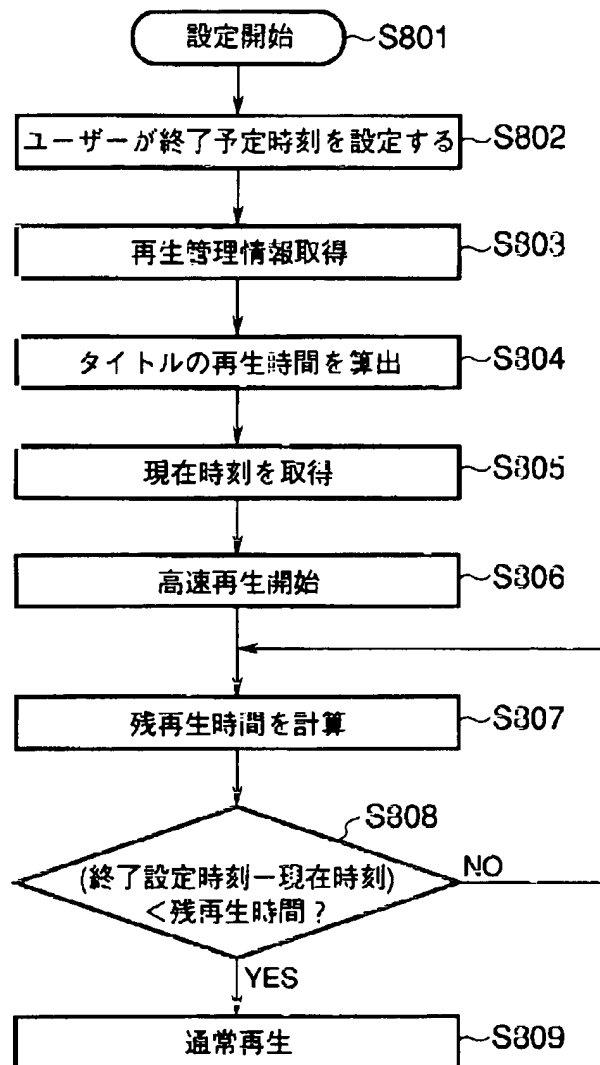 設定開始 S801
ユーザーが終了予定時刻を設定する S802
再生管理情報取得 S803
タイトルの再生時間を算出 S804
現在時刻を取得 S805
高速再生開始 S806
残再生時間を計算 S807
S808
(終了設定時刻ー現在時刻)
<残再生時間?
NO
YES
通常再生 S809